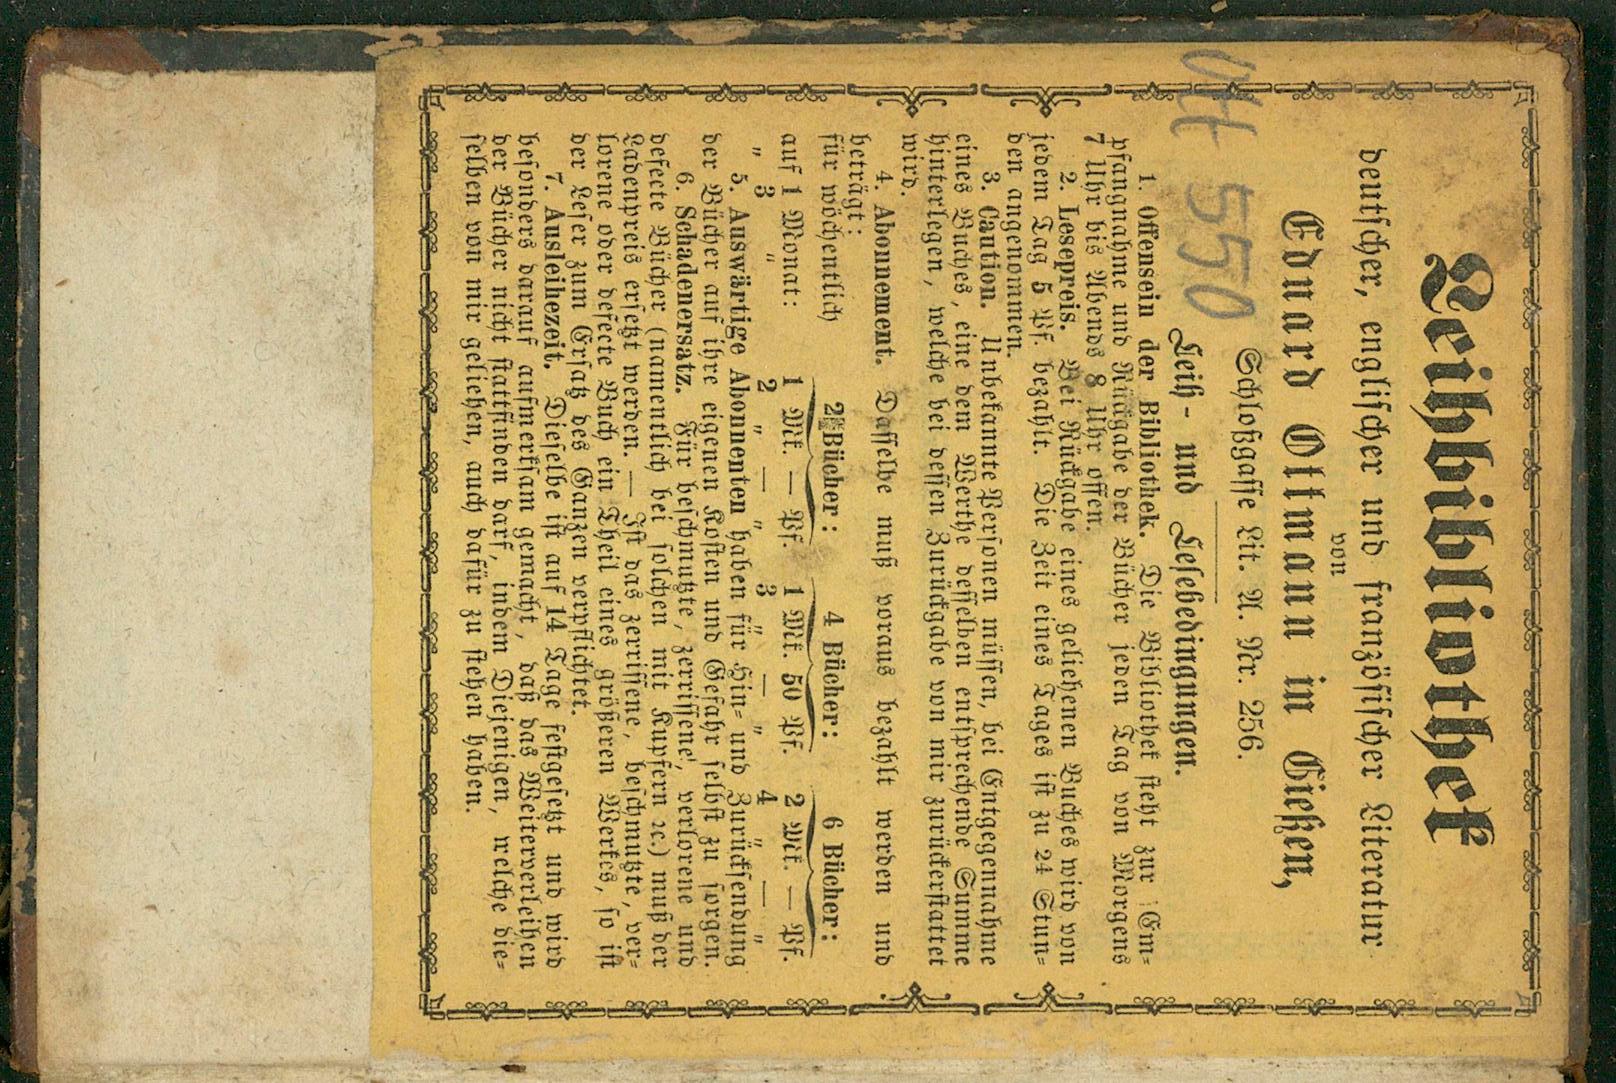 Leihbibliothek
deutscher, englischer und französischer Literatur
von
Eduard Ottmann in Gießen,
Schloßgasse Lit. A. Nr. 256.
Utt 550
Leih- und Lesebedingungen.
1. Offensein der Bibliothek. Die Bibliothek steht zur Em-
pfangnahme und Rückgabe der Bücher jeden Tag von Morgens
7 Uhr bis Abends 8 Uhr offen.
2. Lesepreis. Bei Rückgabe eines geliehenen Buches wird von
jedem Tag 5 Pf. bezahlt. Die Zeit eines Tages ist zu 24 Stun-
den angenommen.
3. Caution. Unbekannte Personen müssen, bei Entgegennahme
eines Buches, eine dem Werthe desselben entsprechende Summe
hinterlegen, welche bei dessen Zurückgabe von mir zurückerstattet
wird.
4. Abonnement. Dasselbe muß voraus bezahlt werden und
beträgt:
für wöchentlich 2 Bücher: 4 Bücher: 6 Bücher:
auf 1 Monat: 1 Mk. — Pf. 1 Mk. 50 Pf. 2 Mk. — Pf.
„ 3 „ 2 „ — „ 3 „ — „ 4 „ — „
5. Auswärtige Abonnenten haben für Hin- und Zurücksendung
der Bücher auf ihre eigenen Kosten und Gefahr selbst zu sorgen.
6. Schadenersatz. Für beschmutzte, zerrissene, verlorene und
defecte Bücher (namentlich bei solchen mit Kupfern ꝛc.) muß der
Ladenpreis ersetzt werden. — Ist das zerrissene, beschmutzte, ver-
lorene oder defecte Buch ein Theil eines größeren Werkes, so ist
der Leser zum Ersatz des Ganzen verpflichtet.
7. Ausleihezeit. Dieselbe ist auf 14 Tage festgesetzt und wird
besonders darauf aufmerksam gemacht, daß das Weiterverleihen
der Bücher nicht stattfinden darf, indem Diejenigen, welche die-
selben von mir geliehen, auch dafür zu stehen haben.